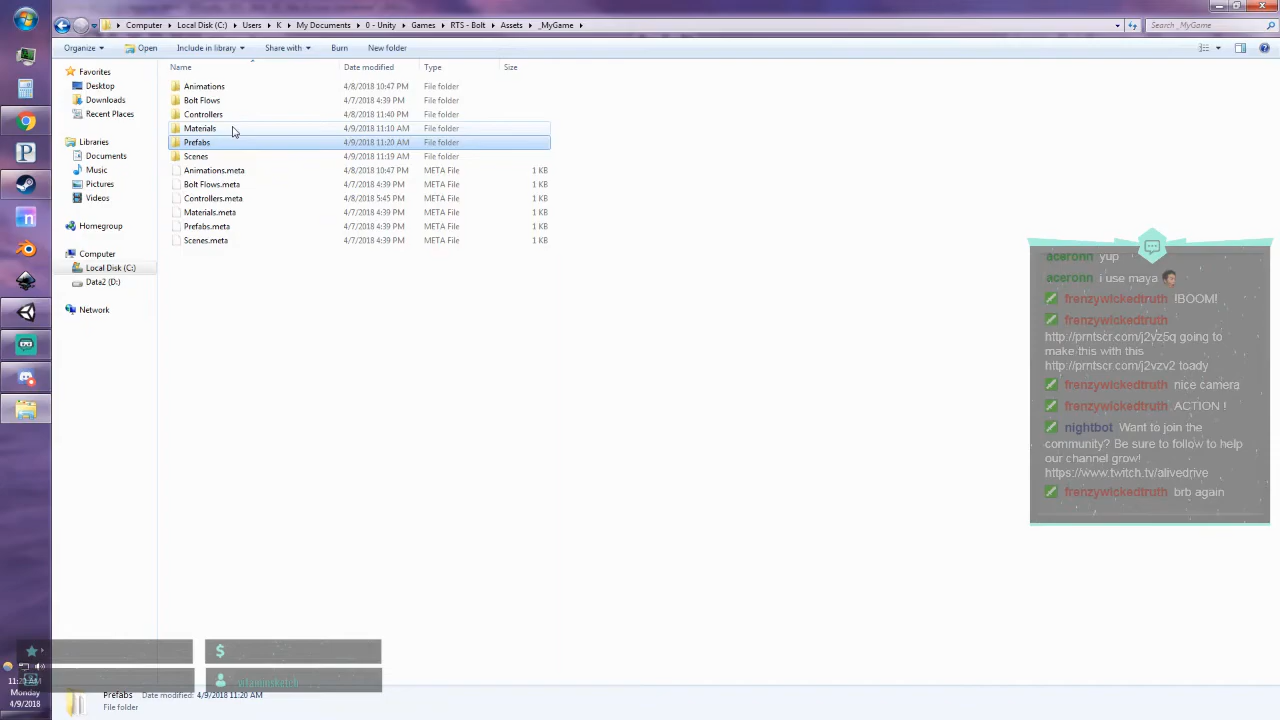 Computer ▸ Local Disk (C:) ▸ Users ▸ K ▸ My Documents ▸ 0 - Unity ▸ Games ▸ RTS - Bolt ▸ Assets ▸ _MyGame ▸
Search _MyGame
Organize Open Include in library Share with Burn New folder
Name Date modified Type Size
Favorites
Desktop
Downloads
Recent Places
Libraries
Documents
Music
Pictures
Videos
Homegroup
Computer
Local Disk (C:)
Data2 (D:)
Network
Animations 4/8/2018 10:47 PM File folder
Bolt Flows 4/7/2018 4:39 PM File folder
Controllers 4/8/2018 11:40 PM File folder
Materials 4/9/2018 11:10 AM File folder
Prefabs 4/9/2018 11:20 AM File folder
Scenes 4/9/2018 11:19 AM File folder
Animations.meta 4/8/2018 10:47 PM META File 1 KB
Bolt Flows.meta 4/7/2018 4:39 PM META File 1 KB
Controllers.meta 4/8/2018 5:45 PM META File 1 KB
Materials.meta 4/7/2018 4:39 PM META File 1 KB
Prefabs.meta 4/7/2018 4:39 PM META File 1 KB
Scenes.meta 4/7/2018 4:39 PM META File 1 KB
aceronn yup
aceronn i use maya
frenzywickedtruth !BOOM!
frenzywickedtruth
http://prntscr.com/j2vz5q going to
make this with this
http://prntscr.com/j2vzv2 toady
frenzywickedtruth nice camera
frenzywickedtruth ACTION !
nightbot Want to join the
community? Be sure to follow to help
our channel grow!
https://www.twitch.tv/alivedrive
frenzywickedtruth brb again
$
Monday
4/9/2018
Prefabs Date modified: 4/9/2018 11:20 AM
File folder